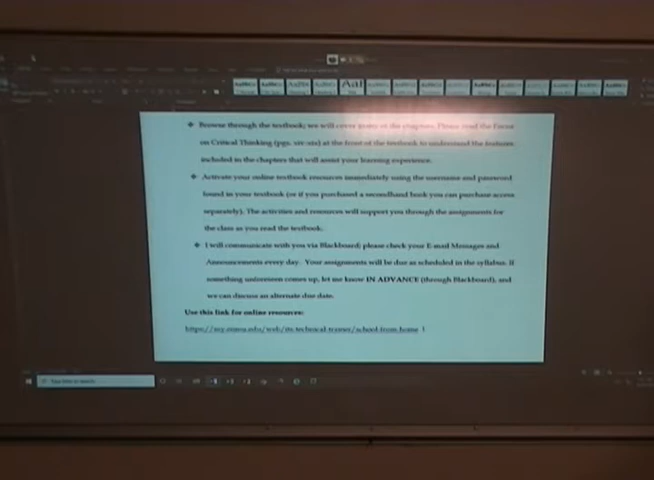 ❖ Browse through the textbook; we will cover many of the chapters. Please read the Focus
on Critical Thinking (pgs. at the front of the textbook to understand the features
included in the chapters that will assist your learning experience.
❖ Activate your online textbook resources immediately using the username and password
found in your textbook (or if you purchased a secondhand book you can purchase access
separately). The activities and resources will support you through the assignments for
the class as you read the textbook.
❖ I will communicate with you via Blackboard; please check your E-mail Messages and
Announcements every day. Your assignments will be due as scheduled in the syllabus. If
something unforeseen comes up, let me know IN ADVANCE (through Blackboard), and
we can discuss an alternate due date.
Use this link for online resources: